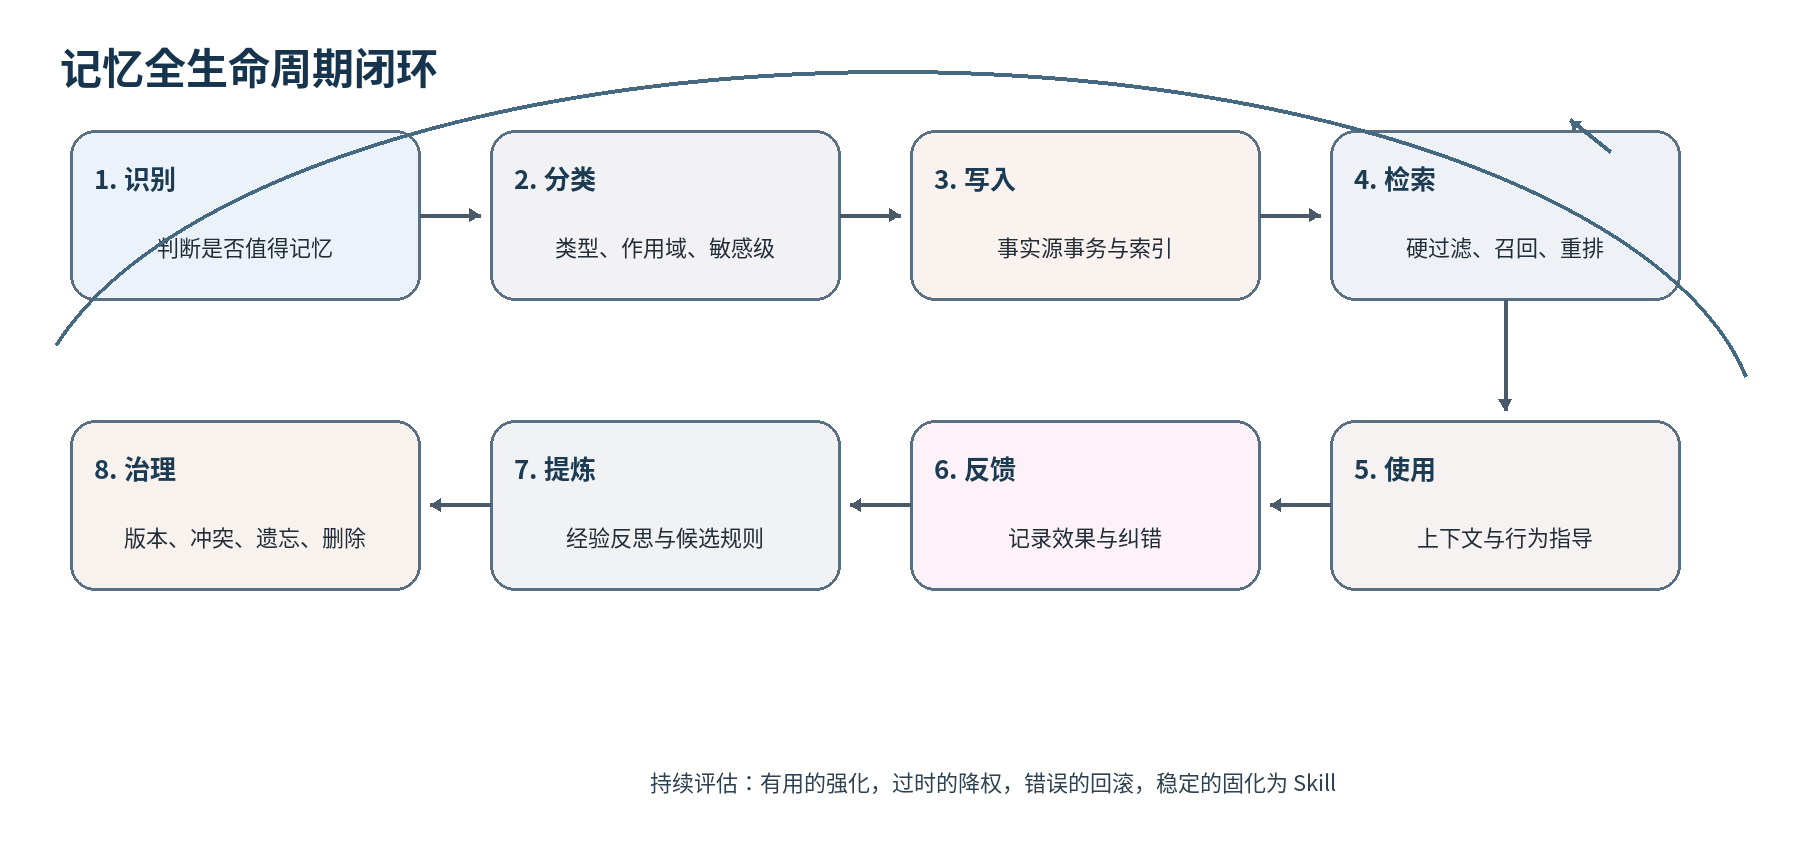 记忆全生命周期闭环
1. 识别
判断是否值得记忆
2. 分类
类型、作用域、敏感级
3. 写入
事实源事务与索引
4. 检索
硬过滤、召回、重排
5. 使用
上下文与行为指导
6. 反馈
记录效果与纠错
7. 提炼
经验反思与候选规则
8. 治理
版本、冲突、遗忘、删除
持续评估：有用的强化，过时的降权，错误的回滚，稳定的固化为 Skill